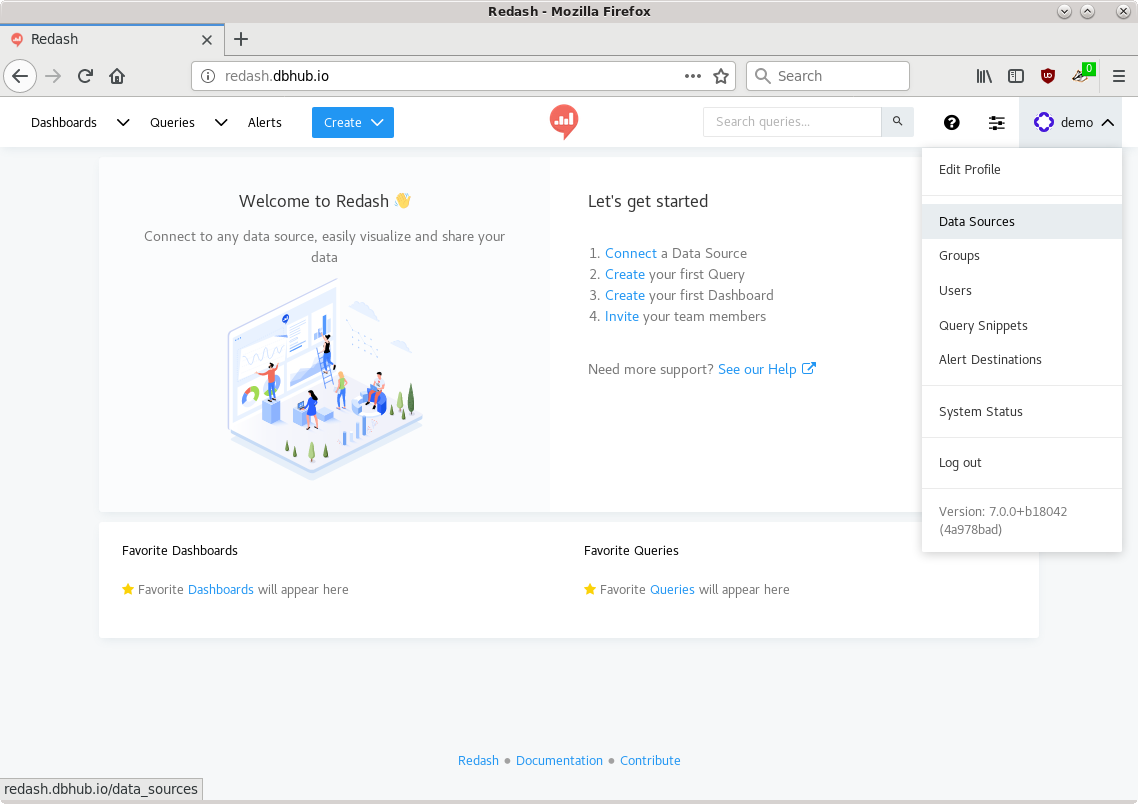 Redash - Mozilla Firefox
Redash
redash.dbhub.io
Search
0
Dashboards
Queries
Alerts
Create
Search queries...
demo
Edit Profile
Data Sources
Groups
Users
Query Snippets
Alert Destinations
System Status
Log out
Version: 7.0.0+b18042
(4a978bad)
Welcome to Redash 👋
Connect to any data source, easily visualize and share your
data
Let's get started
1. Connect a Data Source
2. Create your first Query
3. Create your first Dashboard
4. Invite your team members
Need more support? See our Help
Favorite Dashboards
Favorite Dashboards will appear here
Favorite Queries
Favorite Queries will appear here
Redash • Documentation • Contribute
redash.dbhub.io/data_sources